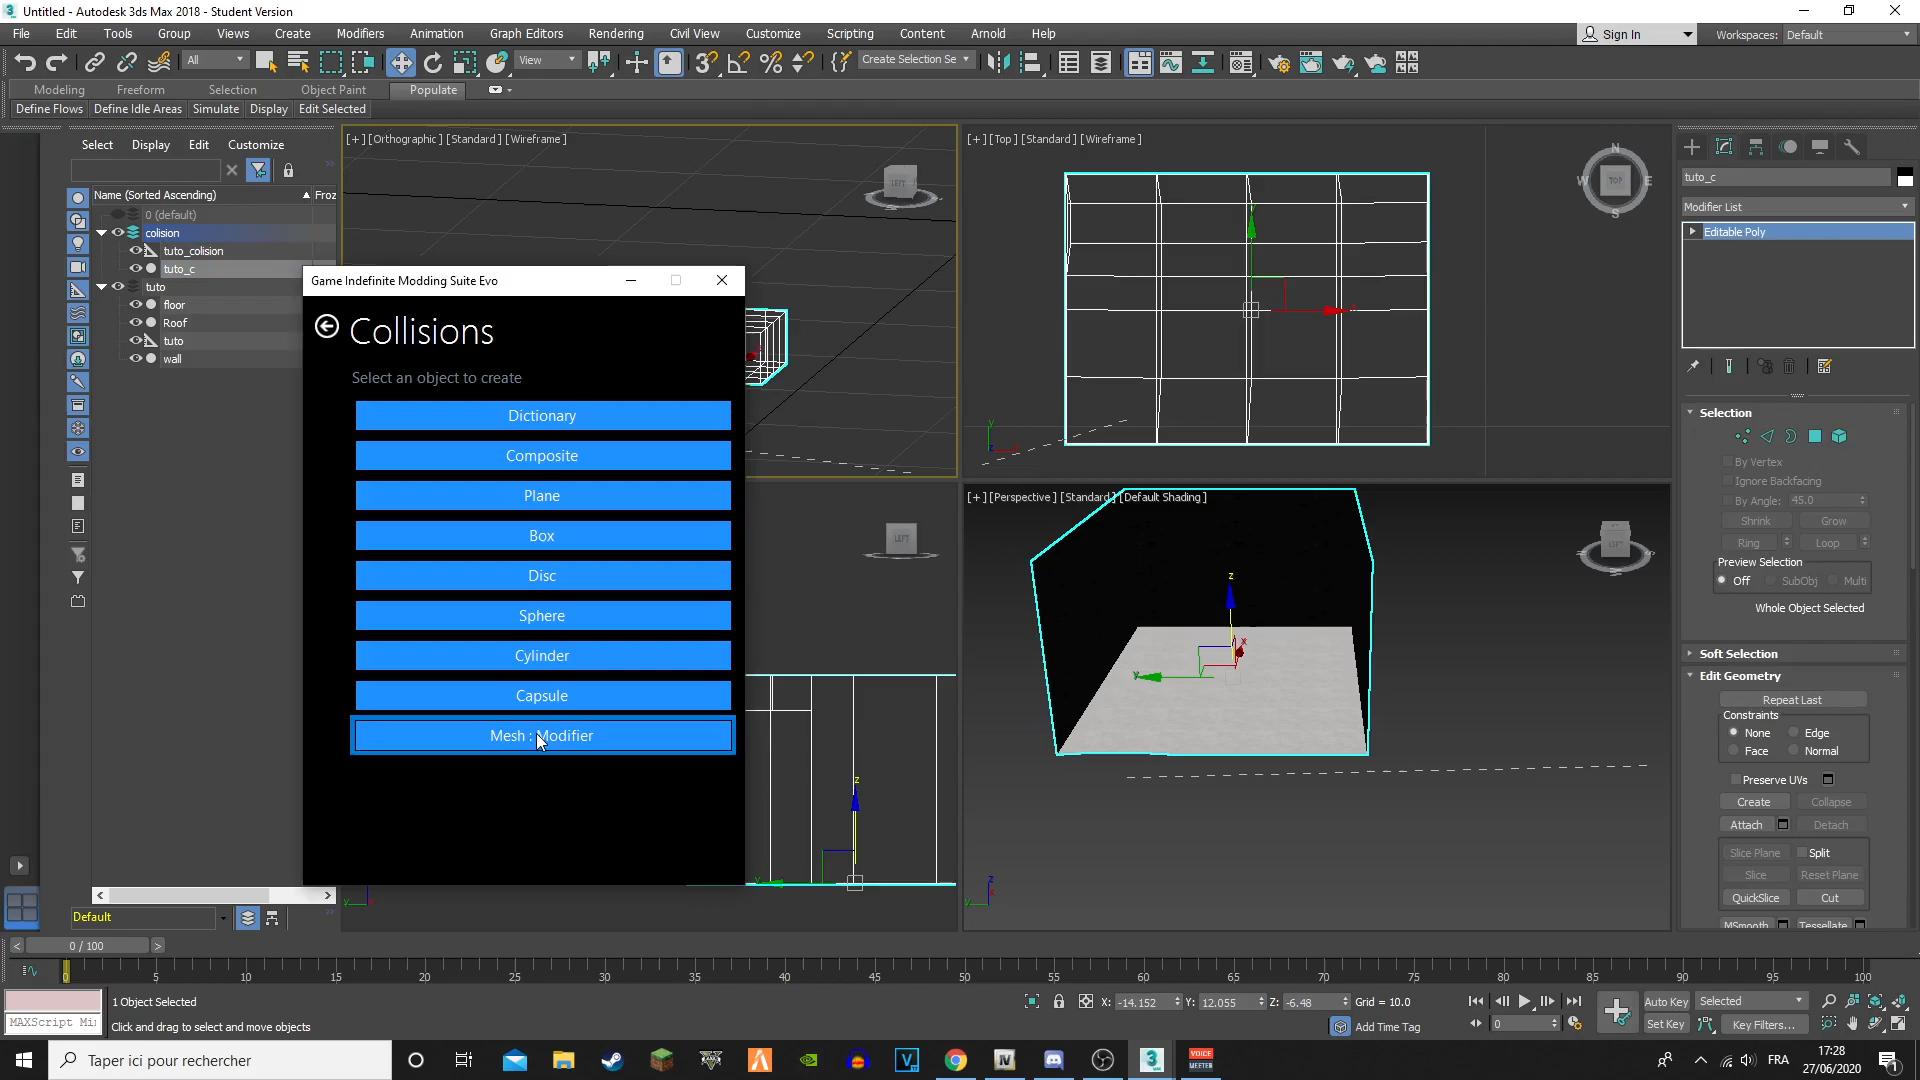 Untitled - Autodesk 3ds Max 2018 - Student Version
File Edit Tools Group Views Create Modifiers Animation Graph Editors Rendering Civil View Customize Scripting Content Arnold Help
Sign In
Workspaces: Default
All
View
Create Selection Se
Modeling Freeform Selection Object Paint Populate
Define Flows Define Idle Areas Simulate Display Edit Selected
Select Display Edit Customize
Name (Sorted Ascending) Froz
0 (default)
colision
tuto_colision
tuto_c
tuto
floor
Roof
tuto
wall
Default
[+] [Orthographic] [Standard] [Wireframe]
LEFT
[+] [Top] [Standard] [Wireframe]
N
W TOP E
S
Game Indefinite Modding Suite Evo
Collisions
Select an object to create
Dictionary
Composite
Plane
Box
Disc
Sphere
Cylinder
Capsule
Mesh : Modifier
LEFT
[+] [Perspective] [Standard] [Default Shading]
LEFT
tuto_c
Modifier List
Editable Poly
Selection
By Vertex
Ignore Backfacing
By Angle: 45.0
Shrink Grow
Ring Loop
Preview Selection
Off SubObj Multi
Whole Object Selected
Soft Selection
Edit Geometry
Repeat Last
Constraints
None Edge
Face Normal
Preserve UVs
Create Collapse
Attach Detach
Slice Plane Split
Slice Reset Plane
QuickSlice Cut
MSmooth Tessellate
0 / 100
0 5 10 15 20 25 30 35 40 45 50 55 60 65 70 75 80 85 90 95 100
1 Object Selected
MAXScript Mi
Click and drag to select and move objects
X: -14.152 Y: 12.055 Z: -6.48 Grid = 10.0
Add Time Tag
0
Auto Key Selected
Set Key Key Filters...
Taper ici pour rechercher
VOICE
MEETER
FRA
17:28
27/06/2020
1